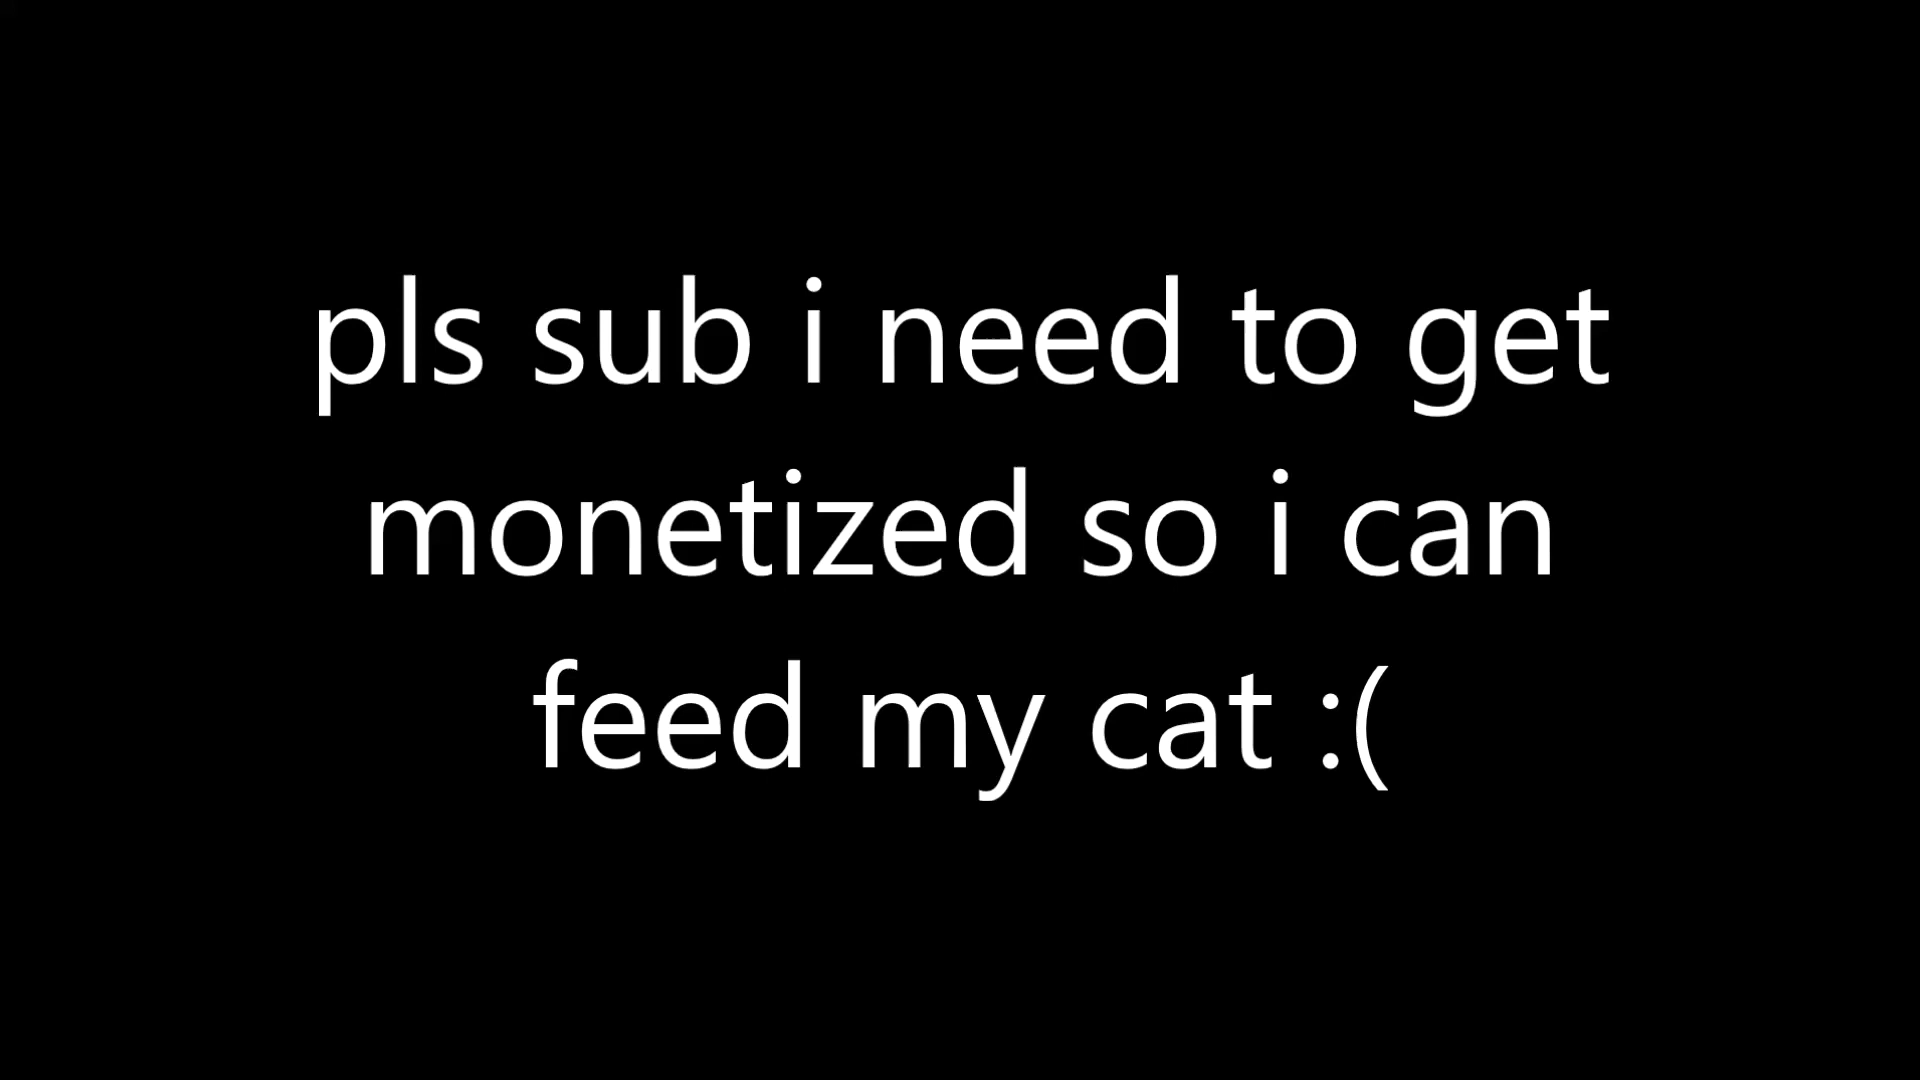 pls sub i need to get
monetized so i can
feed my cat :(